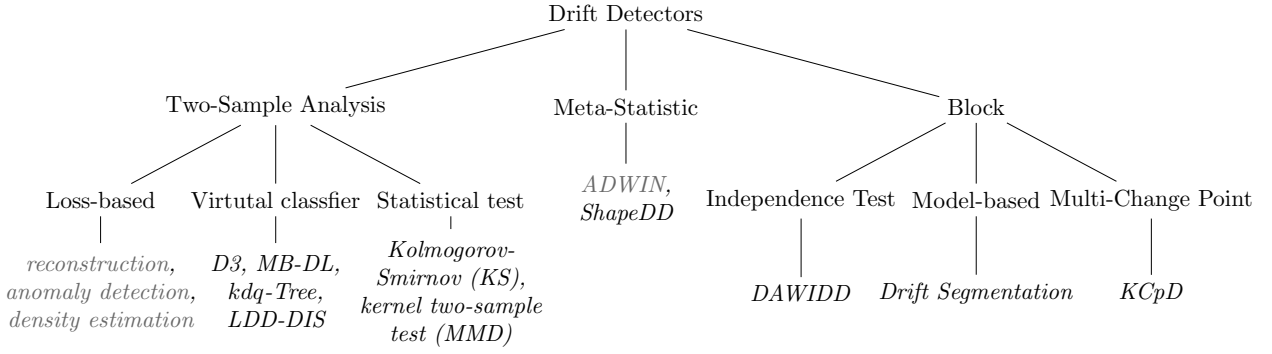 Drift Detectors
Two-Sample Analysis
Meta-Statistic
Block
Loss-based
Virtutal classfier
Statistical test
ADWIN,
ShapeDD
Independence Test
Model-based
Multi-Change Point
reconstruction,
anomaly detection,
density estimation
D3, MB-DL,
kdq-Tree,
LDD-DIS
Kolmogorov-
Smirnov (KS),
kernel two-sample
test (MMD)
DAWIDD
Drift Segmentation
KCpD